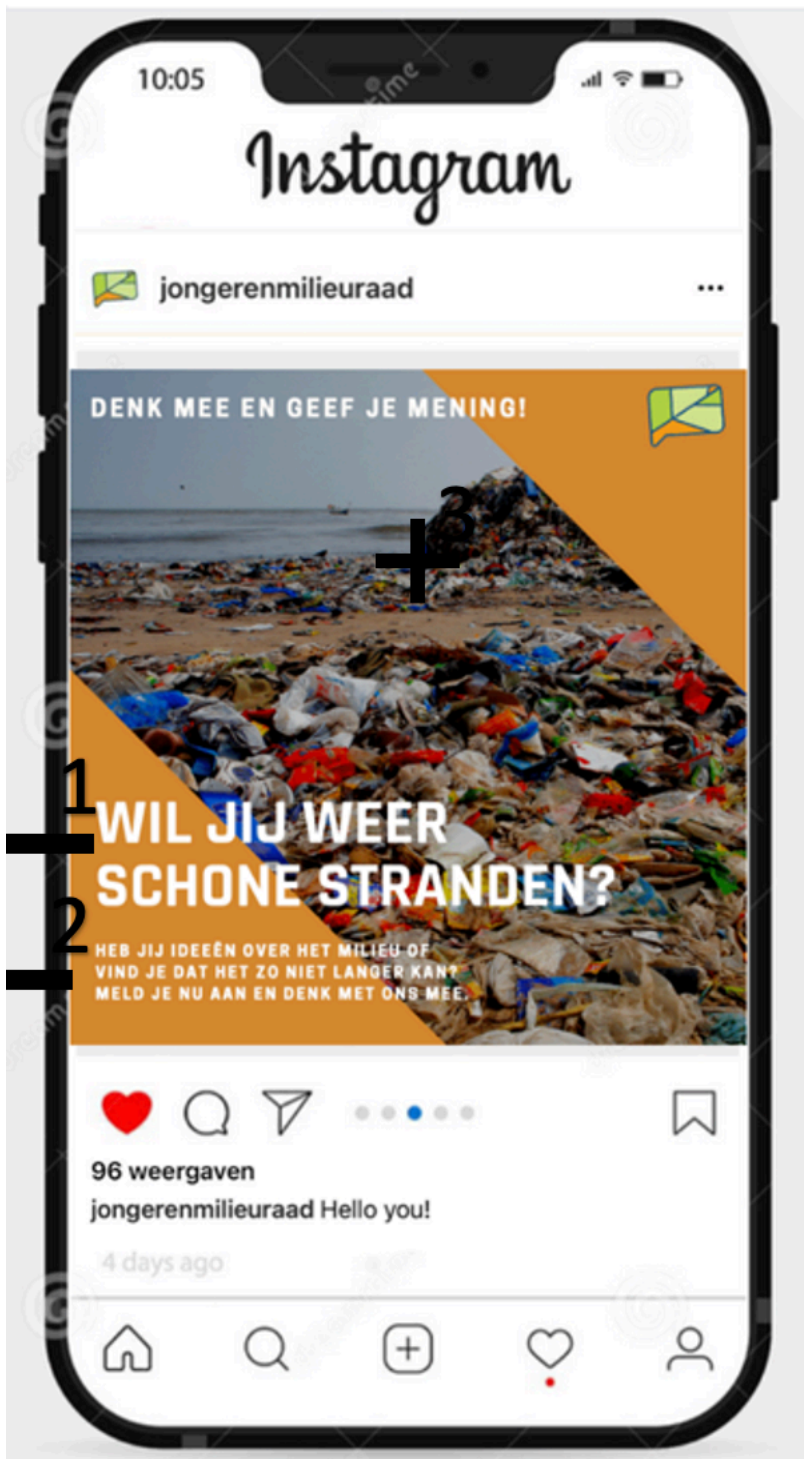 10:05
Instagram
jongerenmilieuraad
DENK MEE EN GEEF JE MENING!
3
1
WIL JIJ WEER
SCHONE STRANDEN?
2
HEB JIJ IDEEËN OVER HET MILIEU OF
VIND JE DAT HET ZO NIET LANGER KAN?
MELD JE NU AAN EN DENK MET ONS MEE.
96 weergaven
jongerenmilieuraad Hello you!
4 days ago